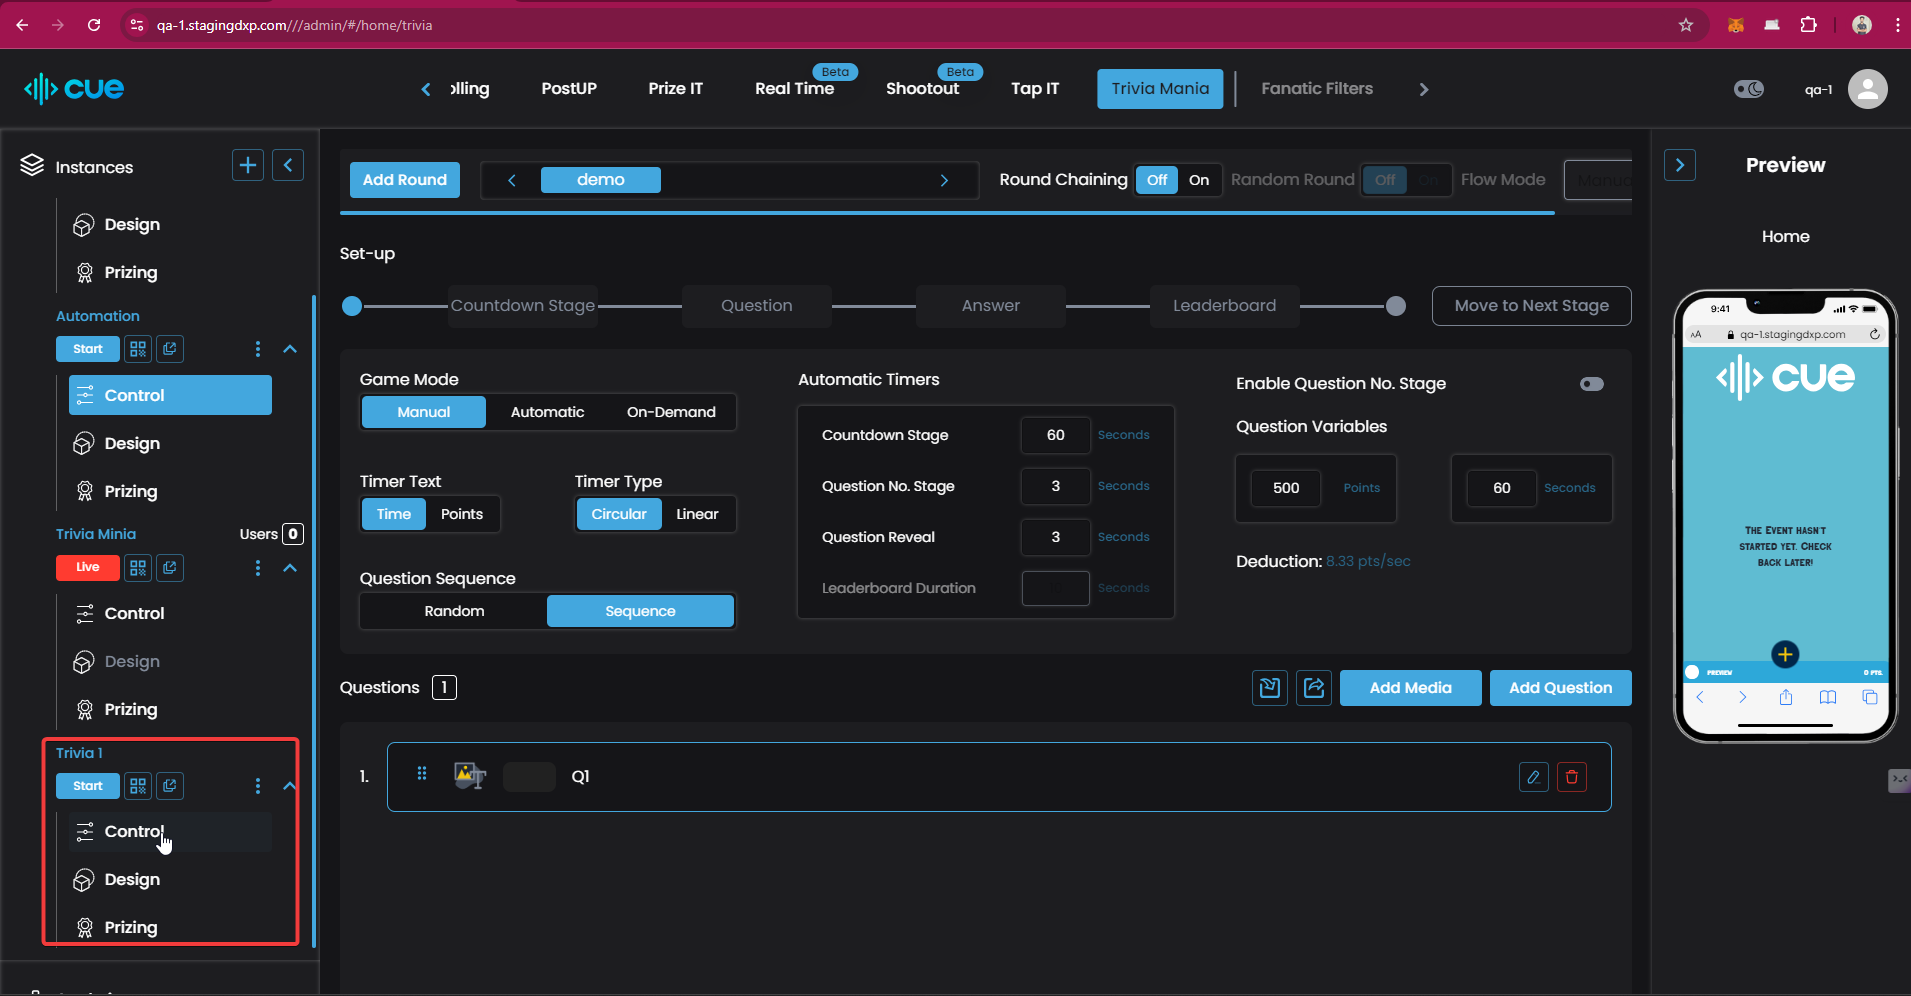 qa-1.stagingdxp.com///admin/#/home/trivia
cue
olling
PostUP
Prize IT
Real Time
Beta
Shootout
Beta
Tap IT
Trivia Mania
Fanatic Filters
qa-1
Instances
Design
Prizing
Automation
Start
Control
Design
Prizing
Trivia Minia
Users 0
Live
Control
Design
Prizing
Trivia 1
Start
Control
Design
Prizing
Add Round
demo
Round Chaining
Off On
Random Round
Off On
Flow Mode
Manual
Set-up
Countdown Stage
Question
Answer
Leaderboard
Move to Next Stage
Game Mode
Manual Automatic On-Demand
Timer Text
Time Points
Timer Type
Circular Linear
Question Sequence
Random Sequence
Automatic Timers
Countdown Stage 60 Seconds
Question No. Stage 3 Seconds
Question Reveal 3 Seconds
Leaderboard Duration Seconds
Enable Question No. Stage
Question Variables
500 Points
60 Seconds
Deduction: 8.33 pts/sec
Questions 1
Add Media
Add Question
1. Q1
Preview
Home
9:41
AA qa-1.stagingdxp.com
cue
The Event hasn't
started yet. Check
back later!
PREVIEW
0 PTS.